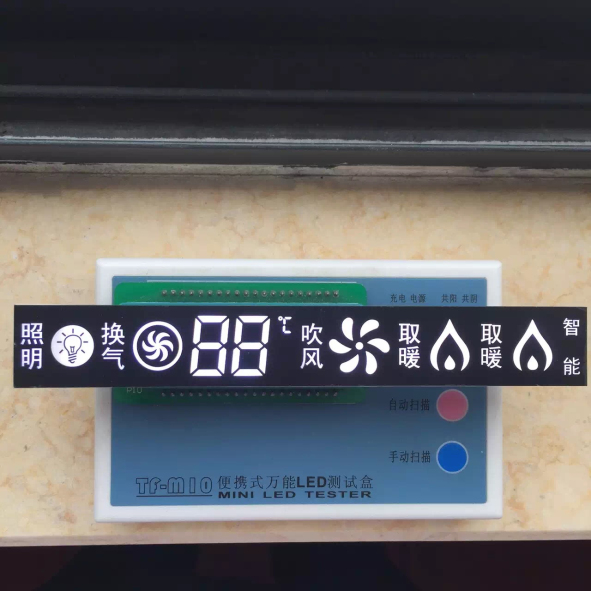 充电 电源 共阳 共阴
照明 换气 88℃ 吹风 取暖 取暖 智能
自动扫描
手动扫描
TF-M10 便携式万能LED测试盒
MINI LED TESTER